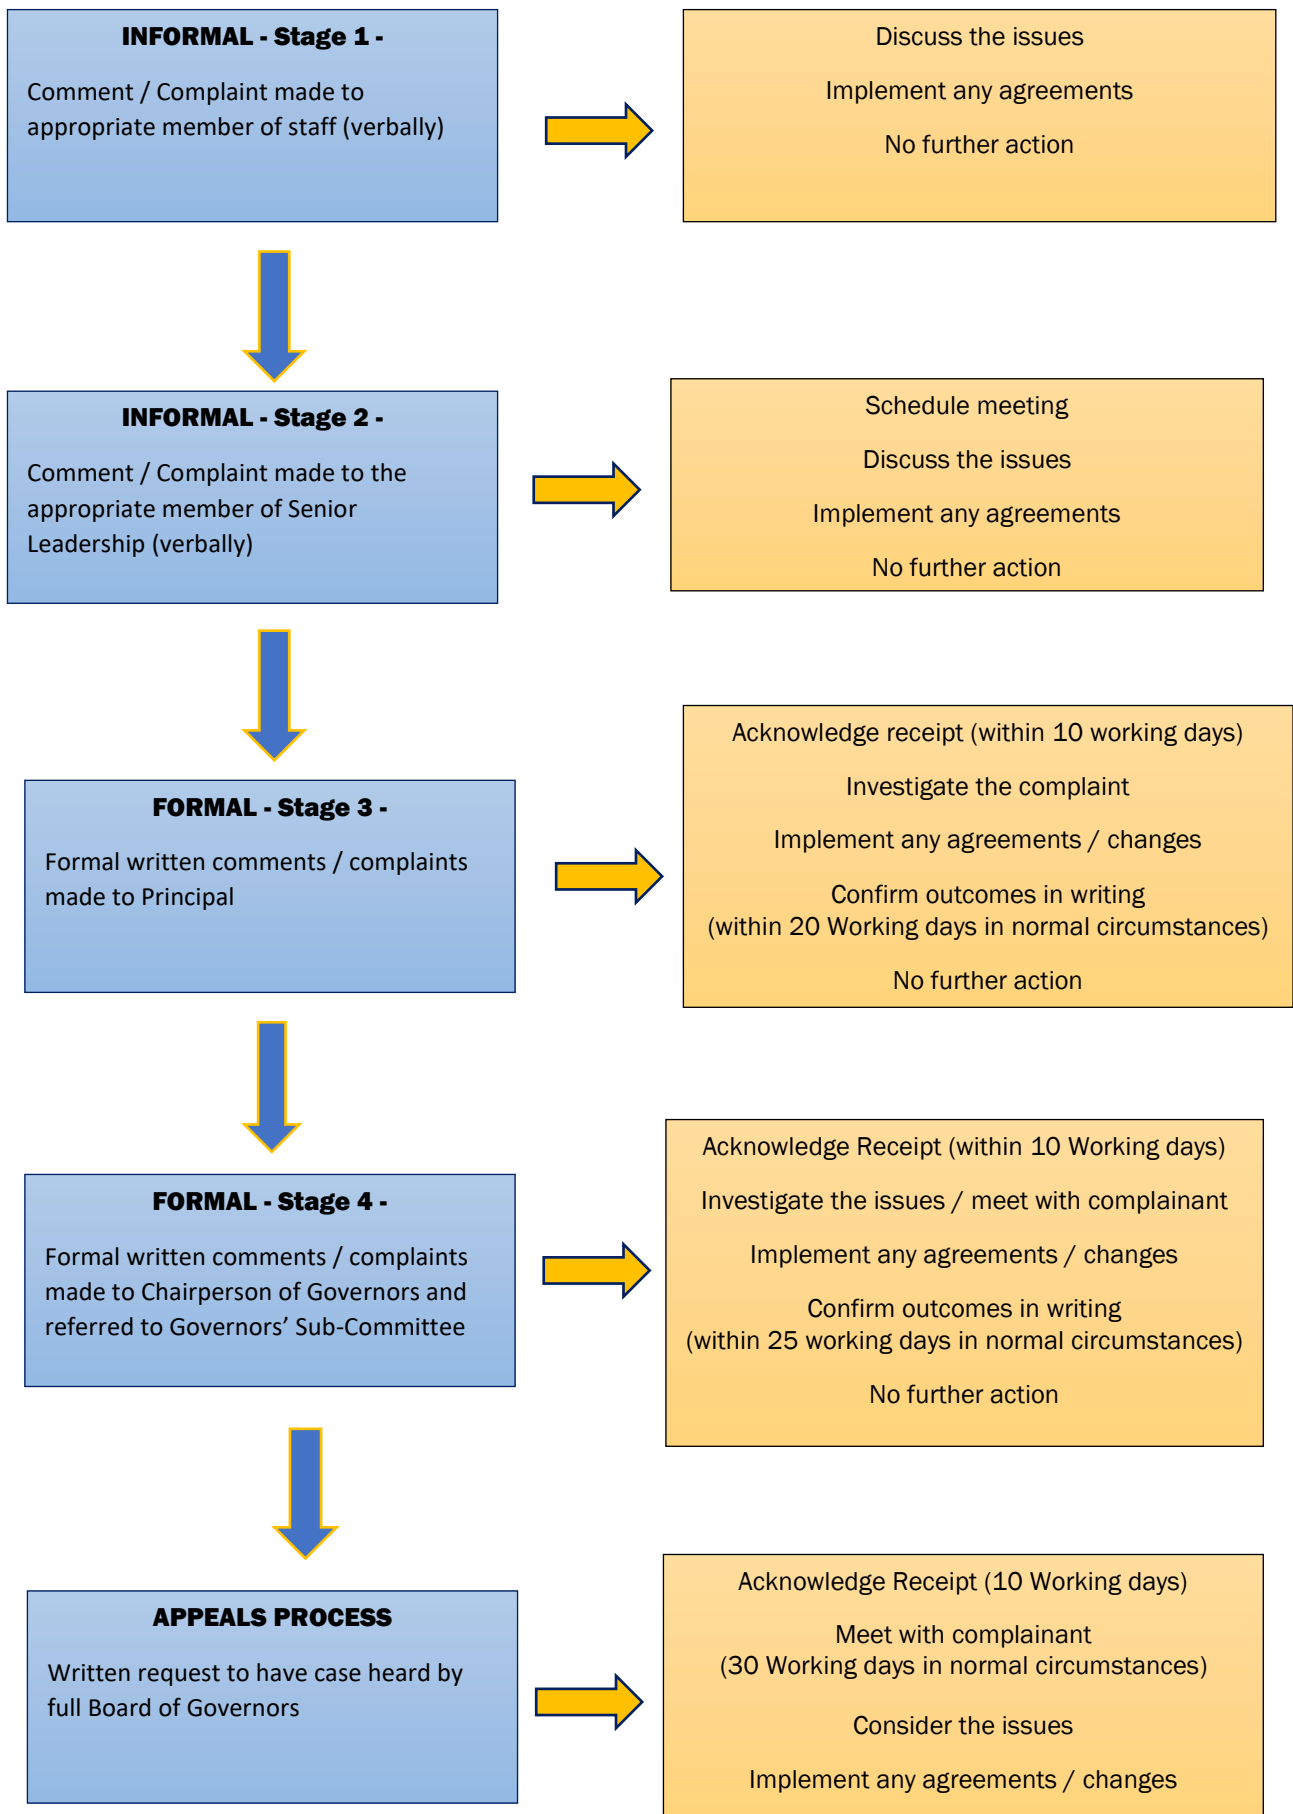 INFORMAL - Stage 1 -
Comment / Complaint made to
appropriate member of staff (verbally)
Discuss the issues
Implement any agreements
No further action
INFORMAL - Stage 2 -
Comment / Complaint made to the
appropriate member of Senior
Leadership (verbally)
Schedule meeting
Discuss the issues
Implement any agreements
No further action
FORMAL - Stage 3 -
Formal written comments / complaints
made to Principal
Acknowledge receipt (within 10 working days)
Investigate the complaint
Implement any agreements / changes
Confirm outcomes in writing
(within 20 Working days in normal circumstances)
No further action
FORMAL - Stage 4 -
Formal written comments / complaints
made to Chairperson of Governors and
referred to Governors’ Sub-Committee
Acknowledge Receipt (within 10 Working days)
Investigate the issues / meet with complainant
Implement any agreements / changes
Confirm outcomes in writing
(within 25 working days in normal circumstances)
No further action
APPEALS PROCESS
Written request to have case heard by
full Board of Governors
Acknowledge Receipt (10 Working days)
Meet with complainant
(30 Working days in normal circumstances)
Consider the issues
Implement any agreements / changes